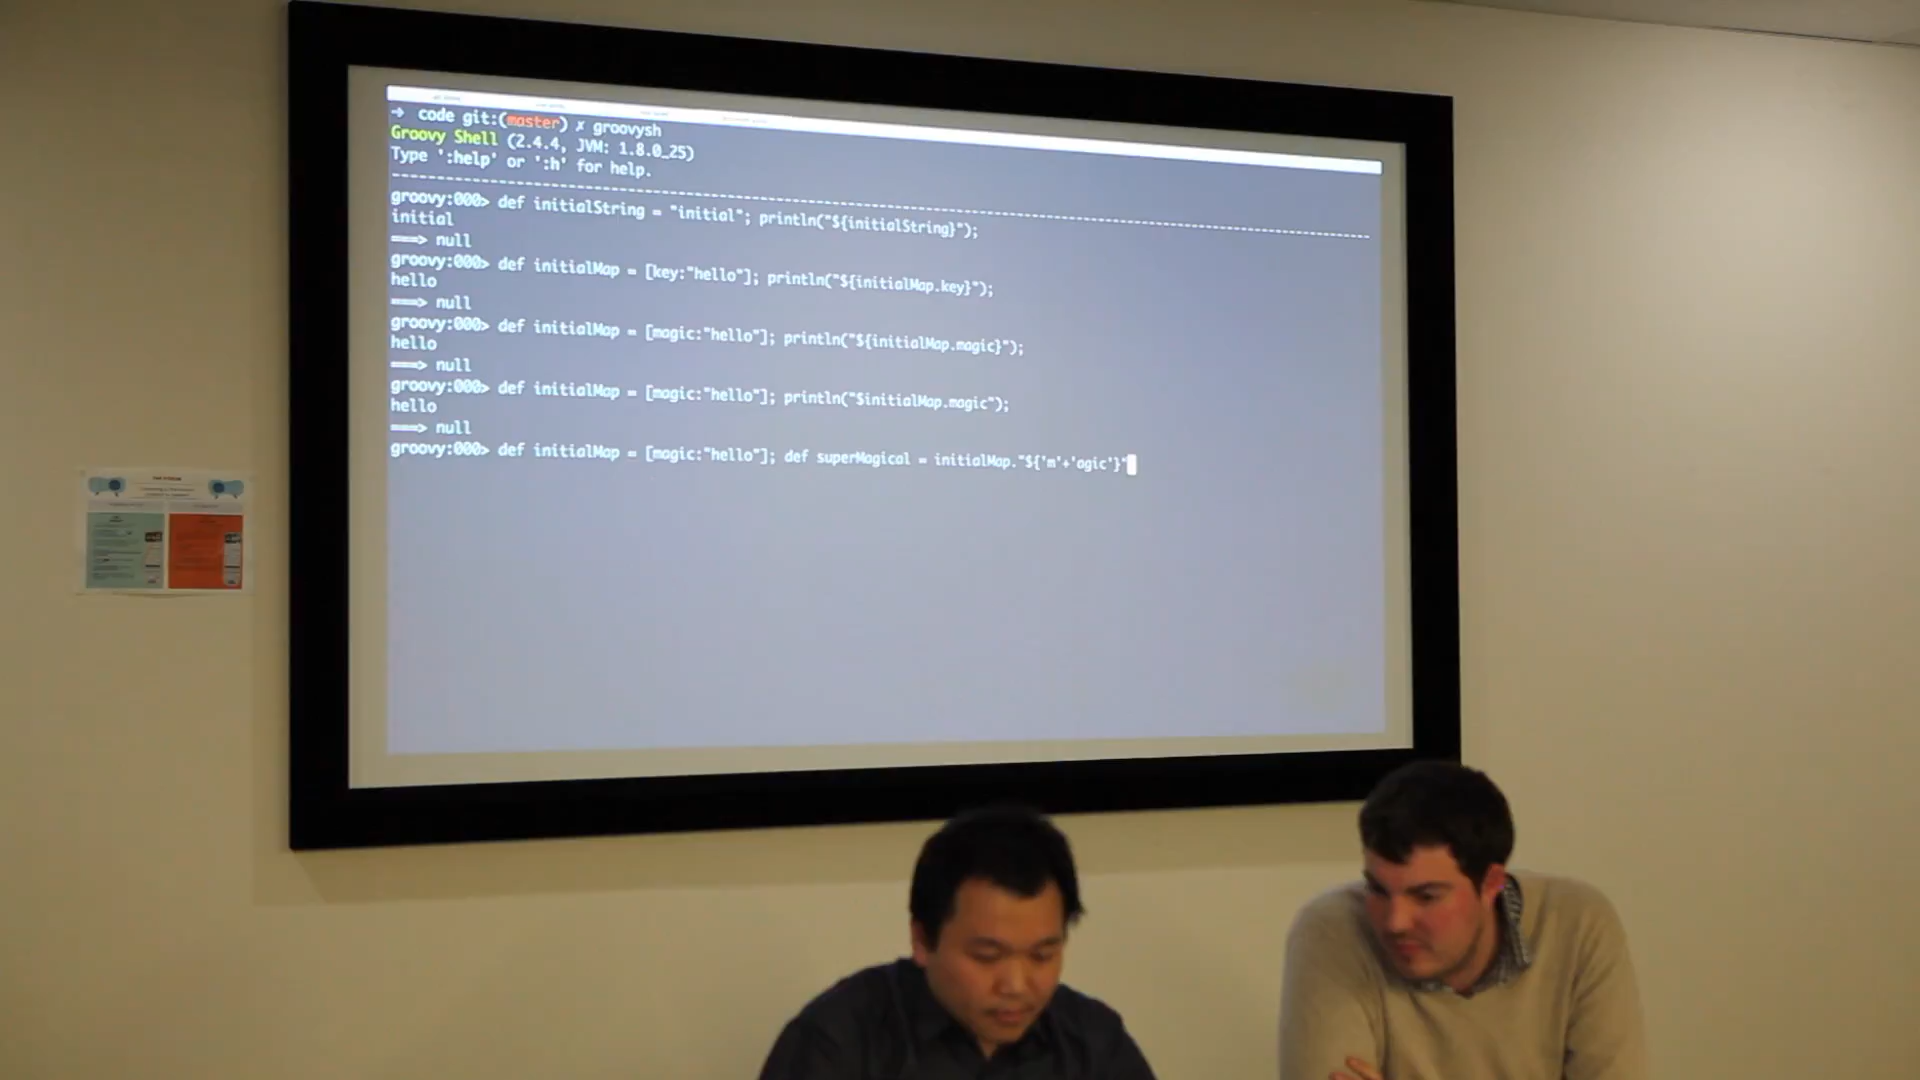 → code git:(master) ✗ groovysh
Groovy Shell (2.4.4, JVM: 1.8.0_25)
Type ':help' or ':h' for help.
groovy:000> def initialString = "initial"; println("${initialString}");
initial
===> null
groovy:000> def initialMap = [key:"hello"]; println("${initialMap.key}");
hello
===> null
groovy:000> def initialMap = [magic:"hello"]; println("${initialMap.magic}");
hello
===> null
groovy:000> def initialMap = [magic:"hello"]; println("$initialMap.magic");
hello
===> null
groovy:000> def initialMap = [magic:"hello"]; def superMagical = initialMap."${'m'+'agic'}"